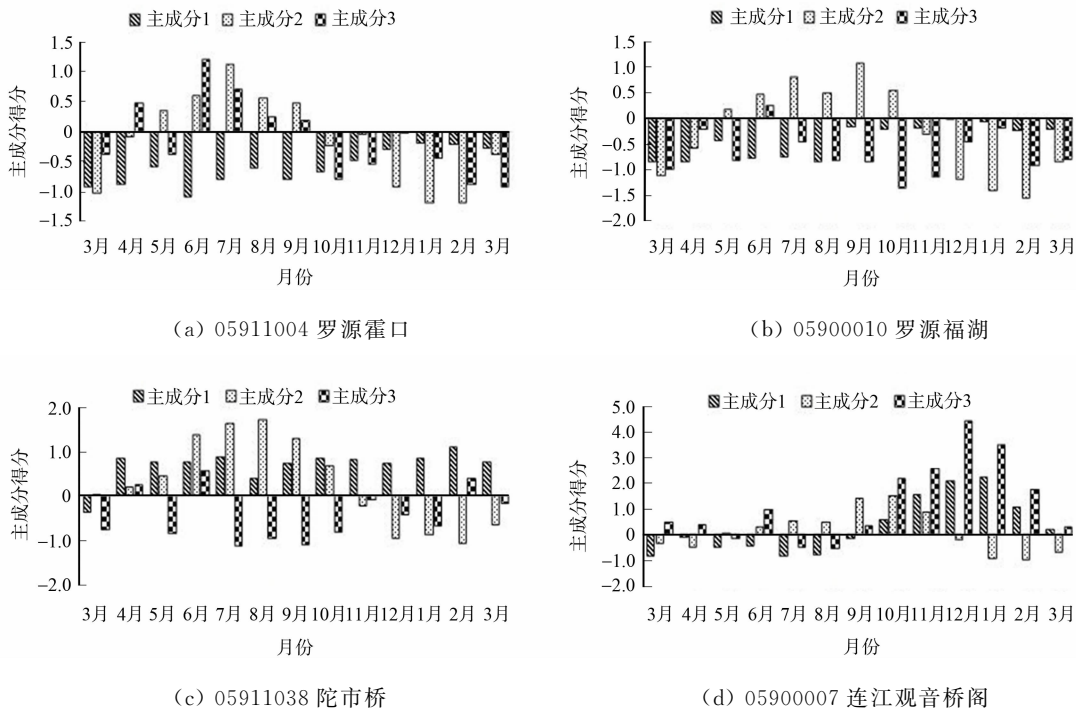 主成分1 主成分2 主成分3
1.5
1.0
0.5
0
−0.5
−1.0
−1.5
主成分得分
3月 4月 5月 6月 7月 8月 9月 10月 11月 12月 1月 2月 3月
月份
(a) 05911004 罗源霍口
主成分1 主成分2 主成分3
1.5
1.0
0.5
0
−0.5
−1.0
−1.5
−2.0
主成分得分
3月 4月 5月 6月 7月 8月 9月 10月 11月 12月 1月 2月 3月
月份
(b) 05900010 罗源福湖
主成分1 主成分2 主成分3
2.0
1.0
0
−1.0
−2.0
主成分得分
3月 4月 5月 6月 7月 8月 9月 10月 11月 12月 1月 2月 3月
月份
(c) 05911038 陀市桥
主成分1 主成分2 主成分3
5.0
4.0
3.0
2.0
1.0
0
−1.0
−2.0
主成分得分
3月 4月 5月 6月 7月 8月 9月 10月 11月 12月 1月 2月 3月
月份
(d) 05900007 连江观音桥阁